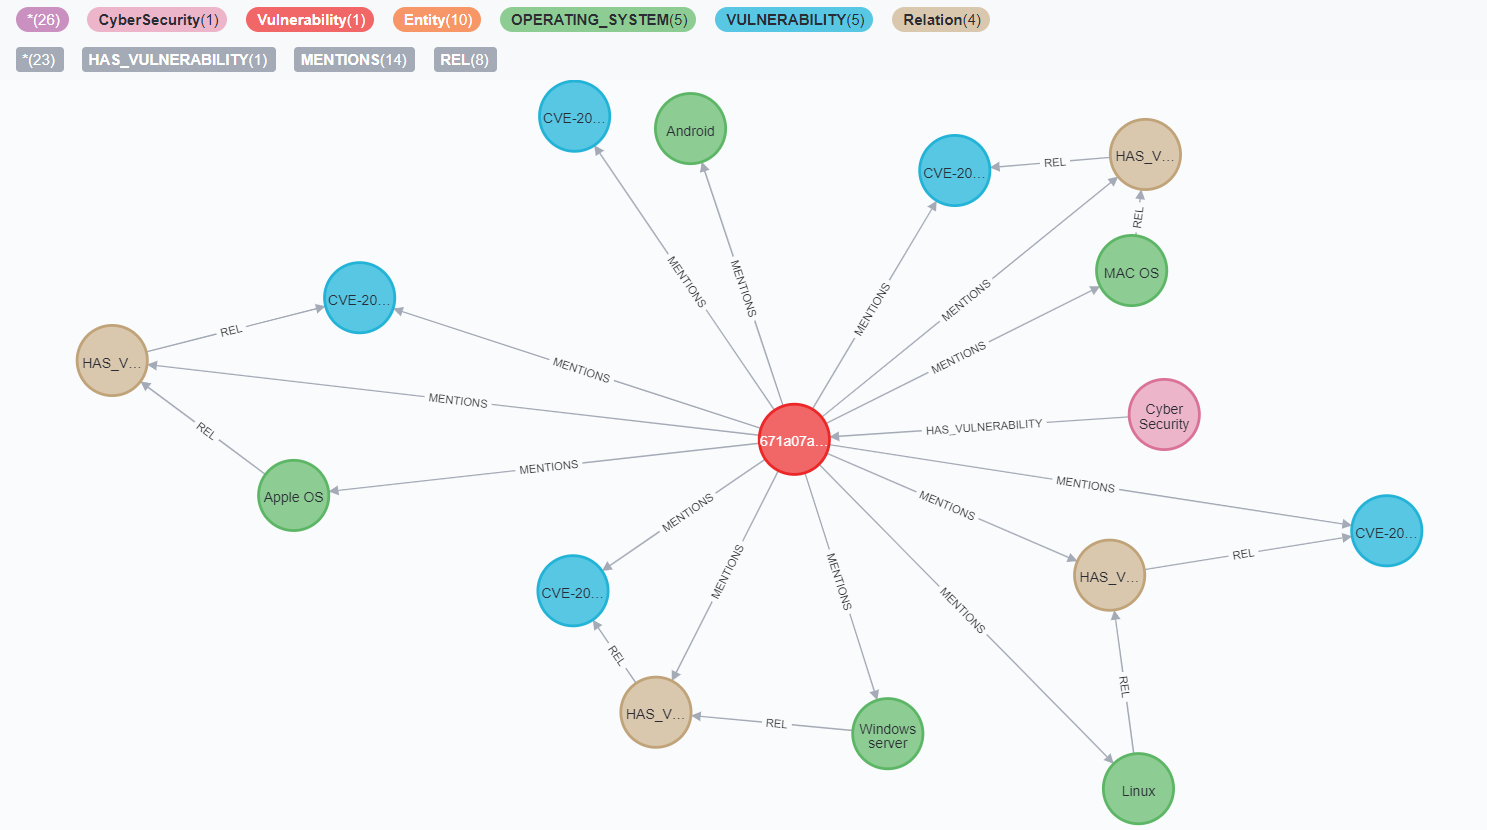 *(26) CyberSecurity(1) Vulnerability(1) Entity(10) OPERATING_SYSTEM(5) VULNERABILITY(5) Relation(4)
*(23) HAS_VULNERABILITY(1) MENTIONS(14) REL(8)
CVE-20...
Android
CVE-20...
REL
HAS_V...
REL
MENTIONS
MENTIONS
MENTIONS
MENTIONS
MAC OS
CVE-20...
REL
HAS_V...
MENTIONS
MENTIONS
MENTIONS
REL
Cyber
Security
HAS_VULNERABILITY
671a07a...
Apple OS
MENTIONS
MENTIONS
MENTIONS
MENTIONS
CVE-20...
REL
HAS_V...
MENTIONS
MENTIONS
CVE-20...
MENTIONS
REL
REL
HAS_V...
REL
Windows
server
Linux